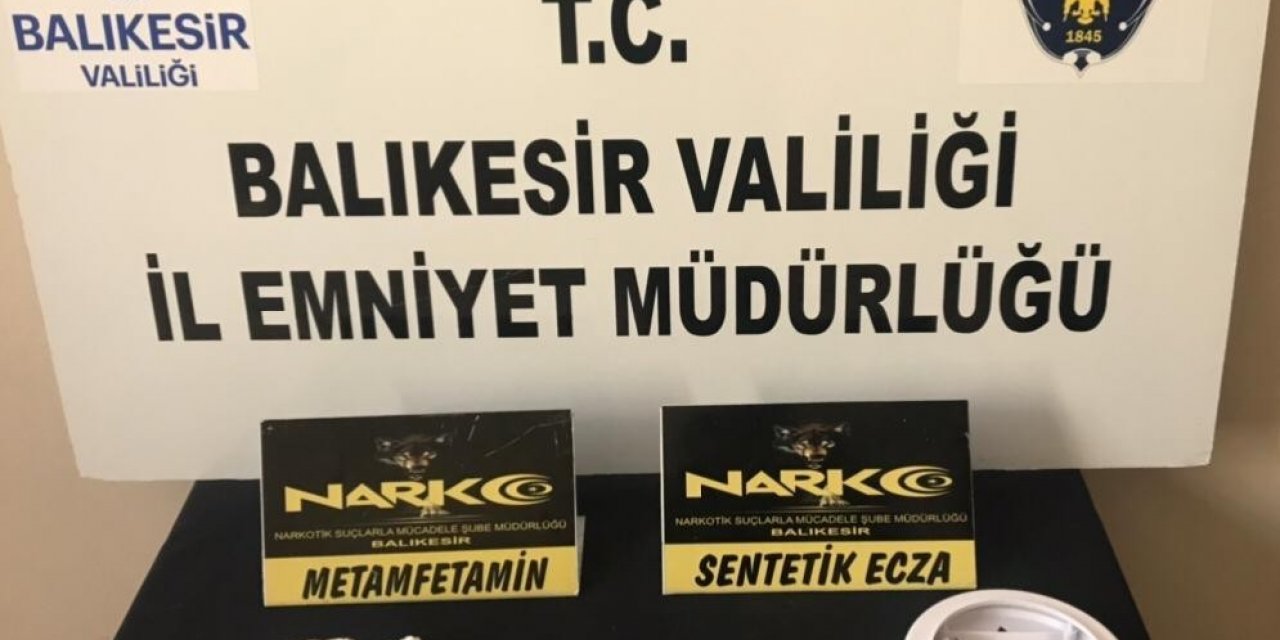 BALIKESİR
VALİLİĞİ
T.C.
1845
BALIKESİR VALİLİĞİ
İL EMNİYET MÜDÜRLÜĞÜ
NARKO
NARKOTİK SUÇLARLA MÜCADELE ŞUBE MÜDÜRLÜĞÜ
BALIKESİR
METAMFETAMİN
NARKO
NARKOTİK SUÇLARLA MÜCADELE ŞUBE MÜDÜRLÜĞÜ
BALIKESİR
SENTETİK ECZA